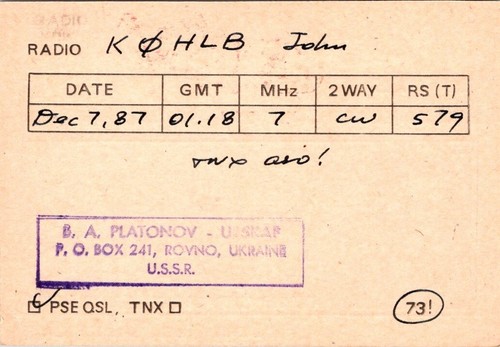 RADIO KØHLB John
DATE GMT MHz 2WAY RS (T)
Dec 7,87 01.18 7 cw 579
TNX QSO!
B. A. PLATONOV -
P. O. BOX 241, ROVNO, UKRAINE
U.S.S.R.
PSE QSL, TNX
73!